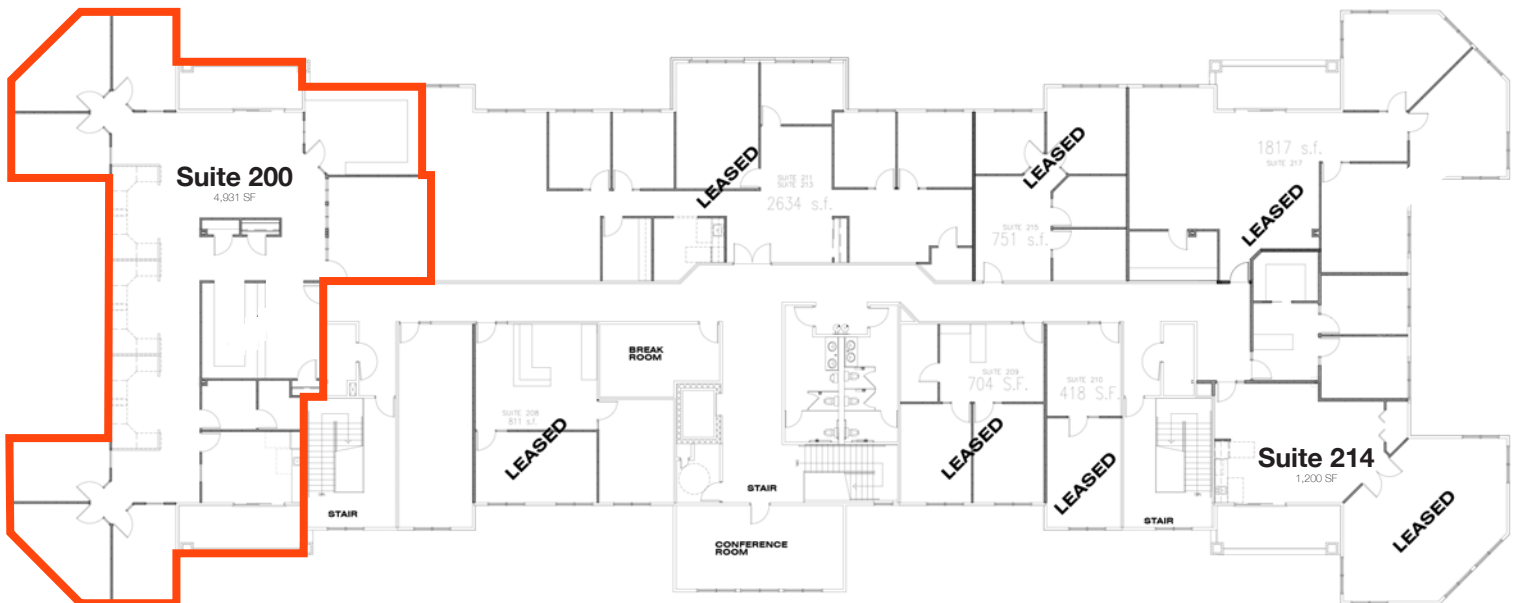 Suite 200
4,931 SF
LEASED
SUITE 211
SUITE 213
2634 s.f.
LEASED
SUITE 215
751 s.f.
1817 s.f.
SUITE 217
LEASED
BREAK
ROOM
SUITE 208
811 s.f.
LEASED
STAIR
STAIR
CONFERENCE
ROOM
SUITE 209
704 S.F.
LEASED
SUITE 210
418 S.F.
LEASED
STAIR
Suite 214
1,200 SF
LEASED